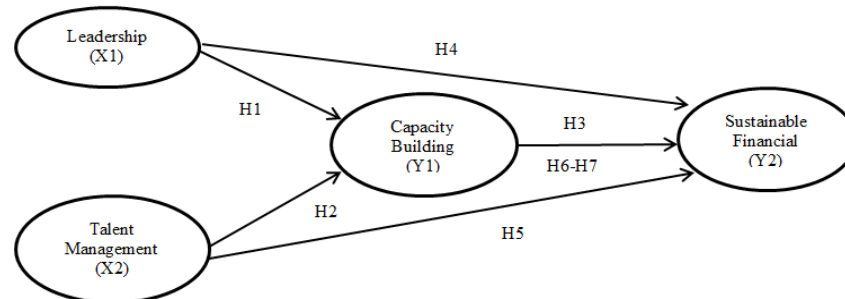 Leadership
(X1)
H4
H1
Capacity
Building
(Y1)
H3
H6-H7
Sustainable
Financial
(Y2)
H2
Talent
Management
(X2)
H5